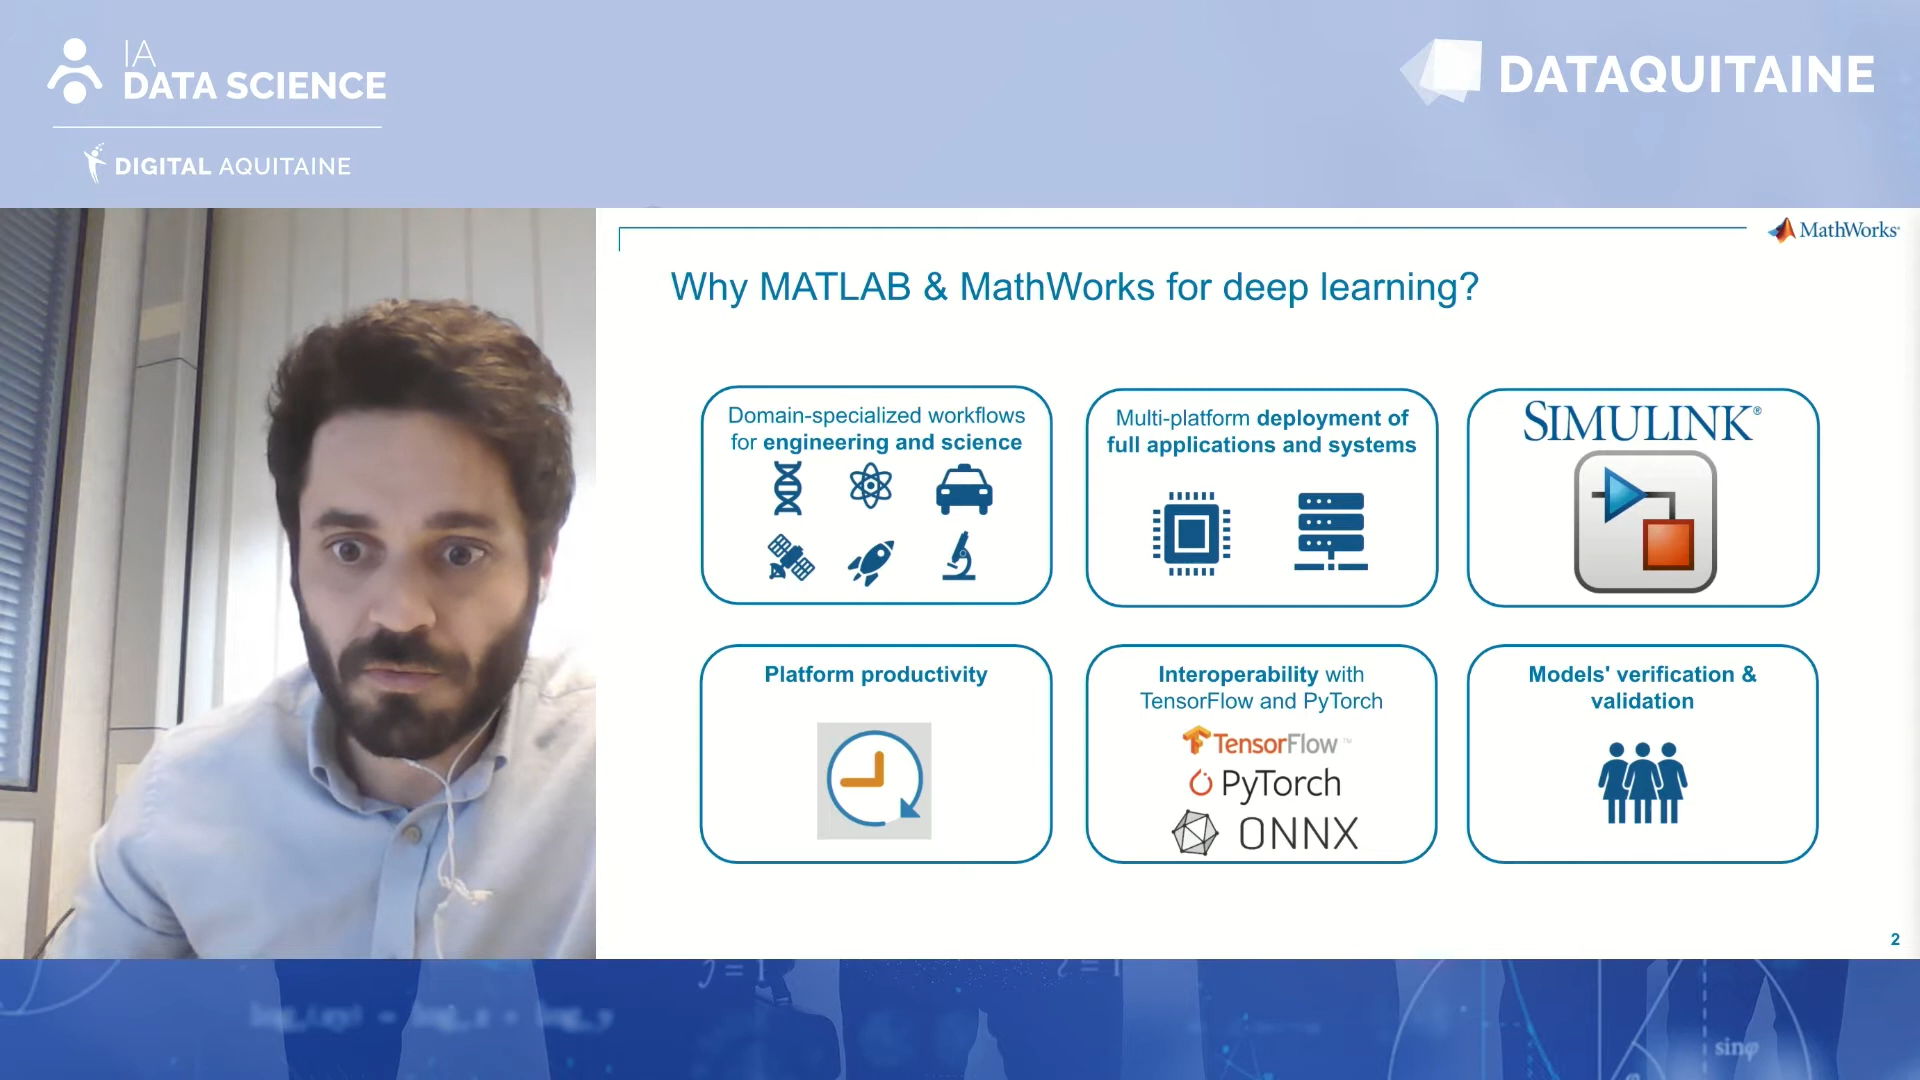 IA
DATA SCIENCE
DIGITAL AQUITAINE
DATAQUITAINE
MathWorks®
Why MATLAB & MathWorks for deep learning?
Domain-specialized workflows
for engineering and science
Multi-platform deployment of
full applications and systems
SIMULINK®
Platform productivity
Interoperability with
TensorFlow and PyTorch
TensorFlow™
PyTorch
ONNX
Models' verification &
validation
2
sinφ